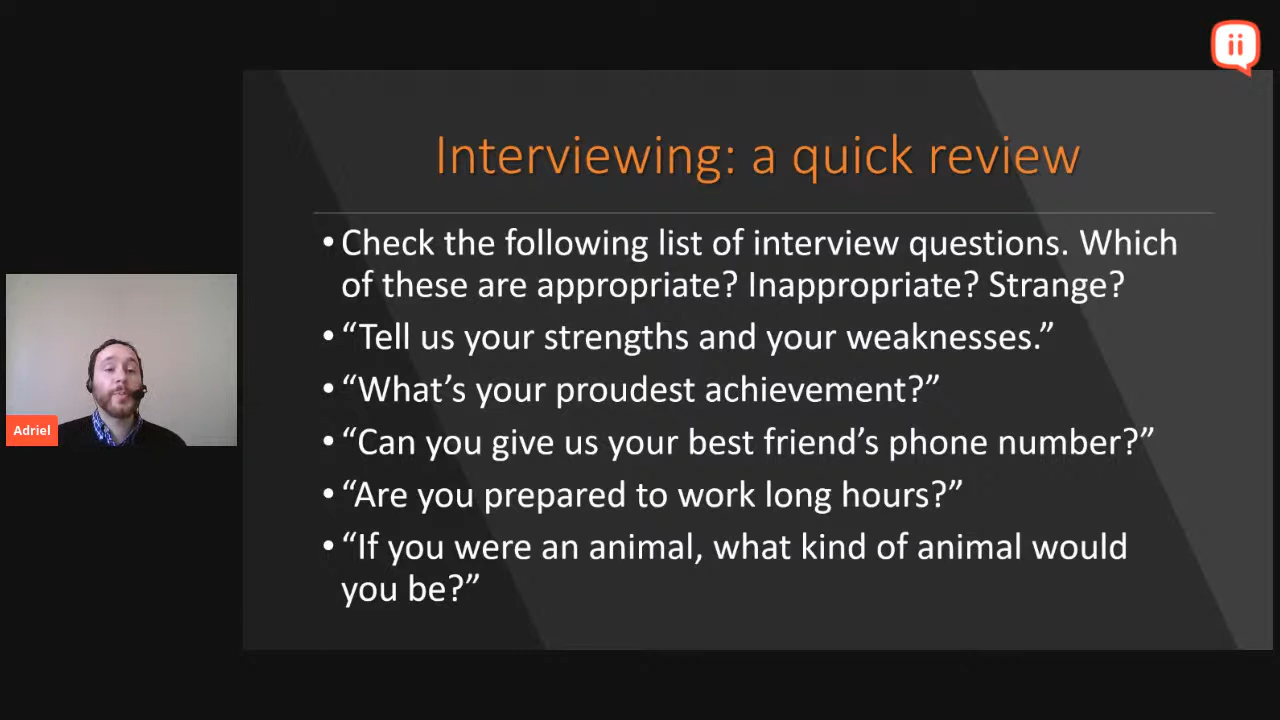 Interviewing: a quick review
• Check the following list of interview questions. Which
of these are appropriate? Inappropriate? Strange?
• “Tell us your strengths and your weaknesses.”
• “What’s your proudest achievement?”
• “Can you give us your best friend’s phone number?”
• “Are you prepared to work long hours?”
• “If you were an animal, what kind of animal would
you be?”
Adriel
ii